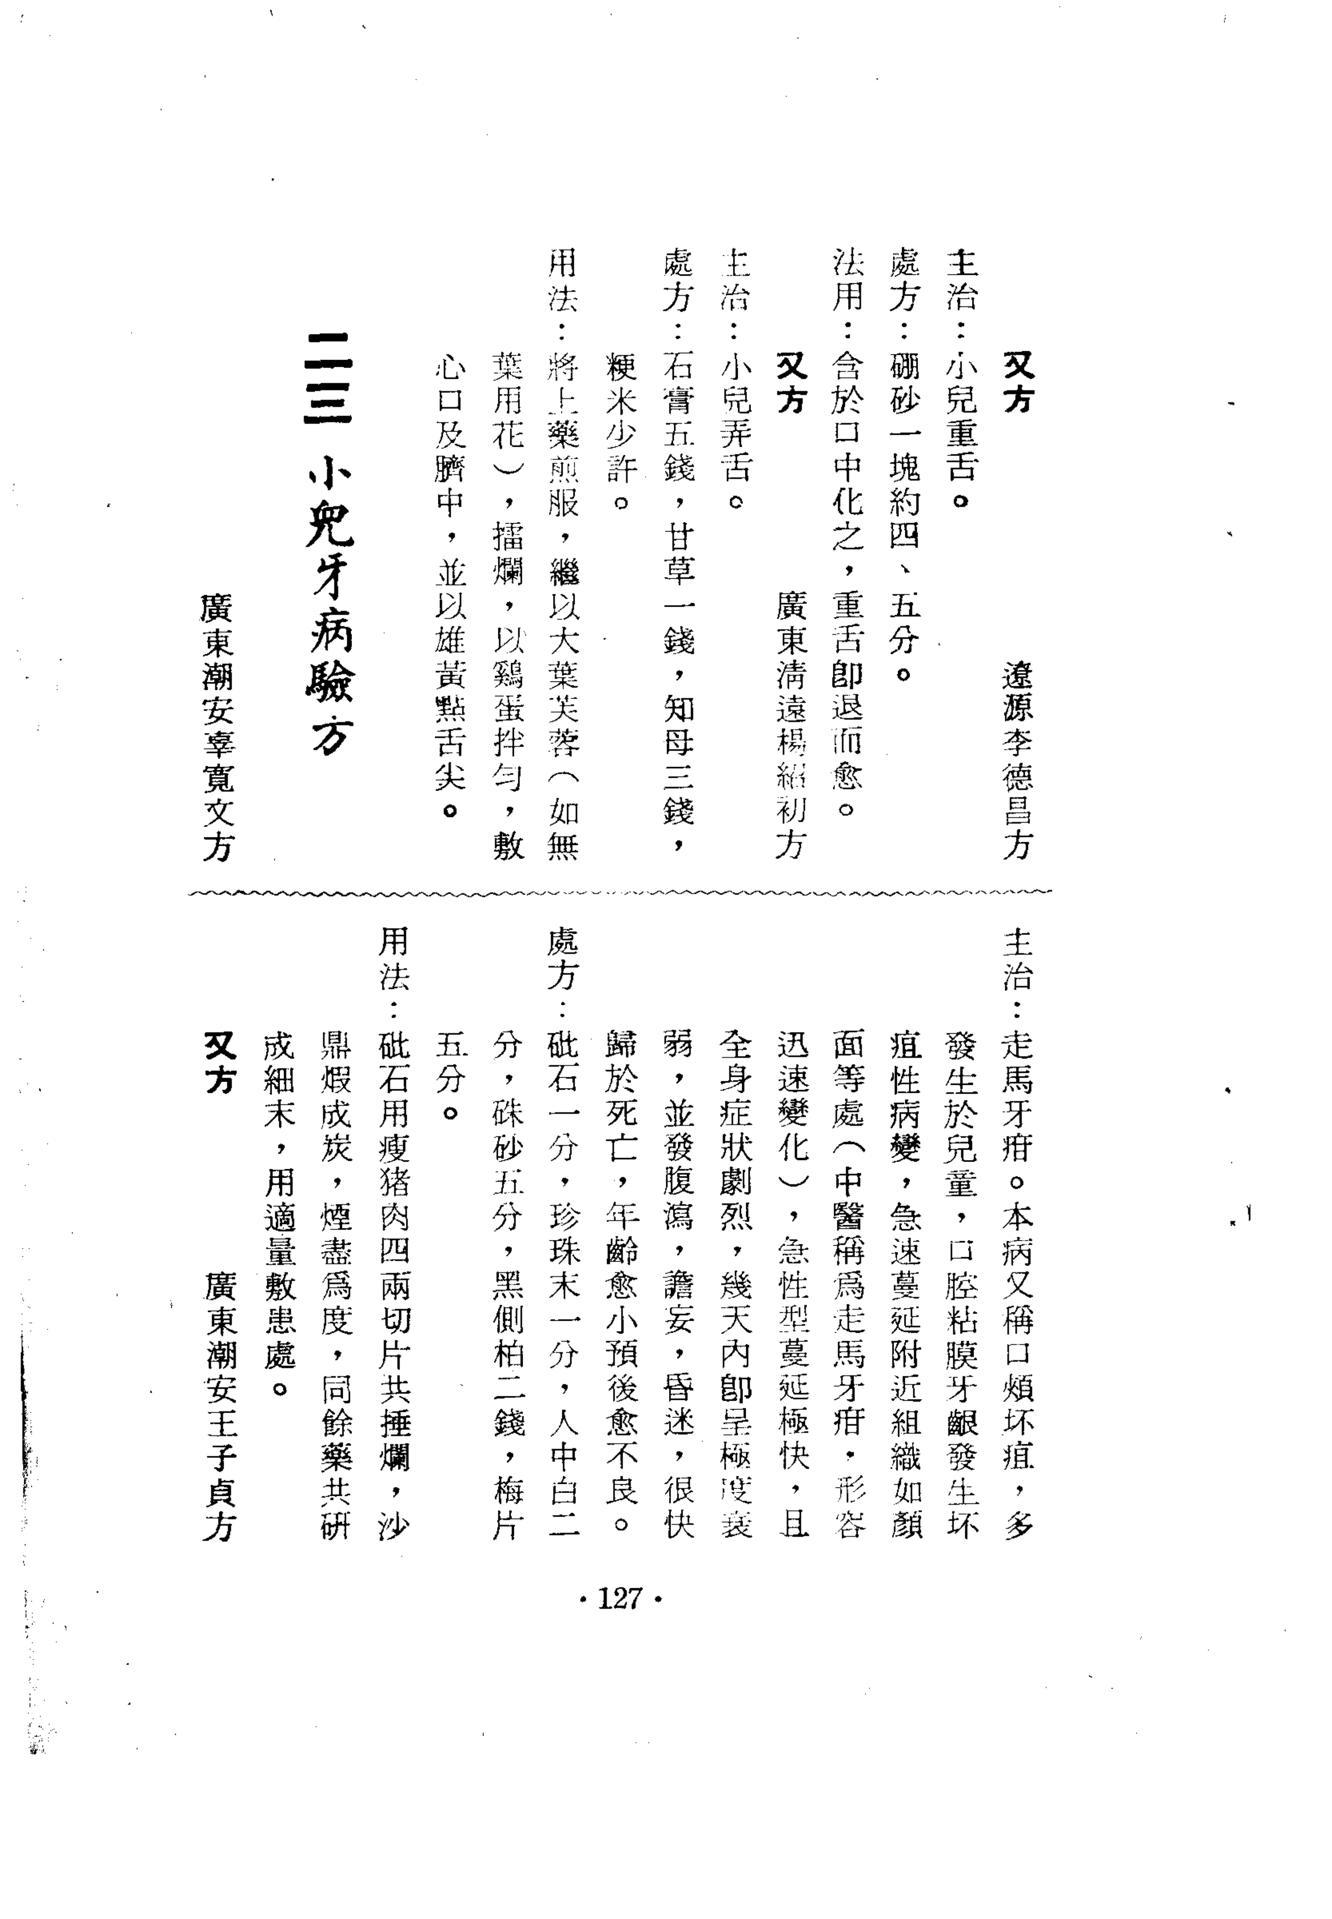 又方　遼源李德昌方
主治：小兒重舌。
處方：硼砂一塊約四、五分。
法用：含於口中化之，重舌卽退而愈。
又方　廣東淸遠楊紹初方
主治：小兒弄舌。
處方：石膏五錢，甘草一錢，知母三錢，
粳米少許。
用法：將上藥煎服，繼以大葉芙蓉（如無
葉用花），擂爛，以鷄蛋拌勻，敷
心口及臍中，並以雄黃點舌尖。
二三　小兒牙病驗方
廣東潮安辜寬文方
主治：走馬牙疳。本病又稱口頰坏疽，多
發生於兒童，口腔粘膜牙齦發生坏
疽性病變，急速蔓延附近組織如顏
面等處（中醫稱爲走馬牙疳，形容
迅速變化），急性型蔓延極快，且
全身症狀劇烈，幾天內卽呈極度衰
弱，並發腹瀉，譫妄，昏迷，很快
歸於死亡，年齡愈小預後愈不良。
處方：砒石一分，珍珠末一分，人中白二
分，硃砂五分，黑側柏二錢，梅片
五分。
用法：砒石用瘦猪肉四兩切片共捶爛，沙
鼎煅成炭，煙盡爲度，同餘藥共研
成細末，用適量敷患處。
又方　廣東潮安王子貞方
·127·